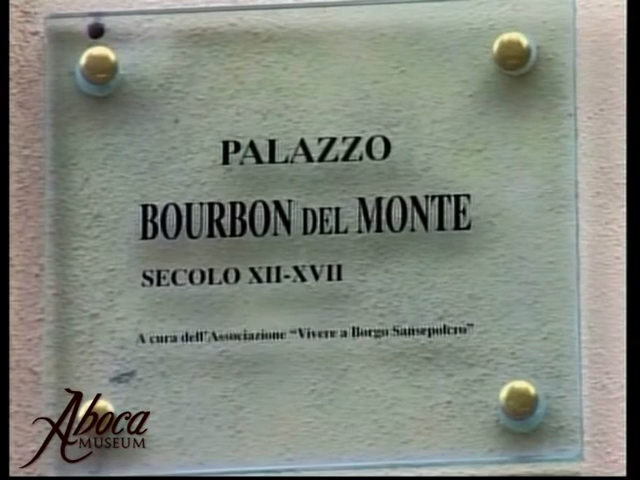 PALAZZO
BOURBON DEL MONTE
SECOLO XII-XVII
A cura dell'Associazione "Vivere a Borgo Sansepolcro"
Aboca
MUSEUM